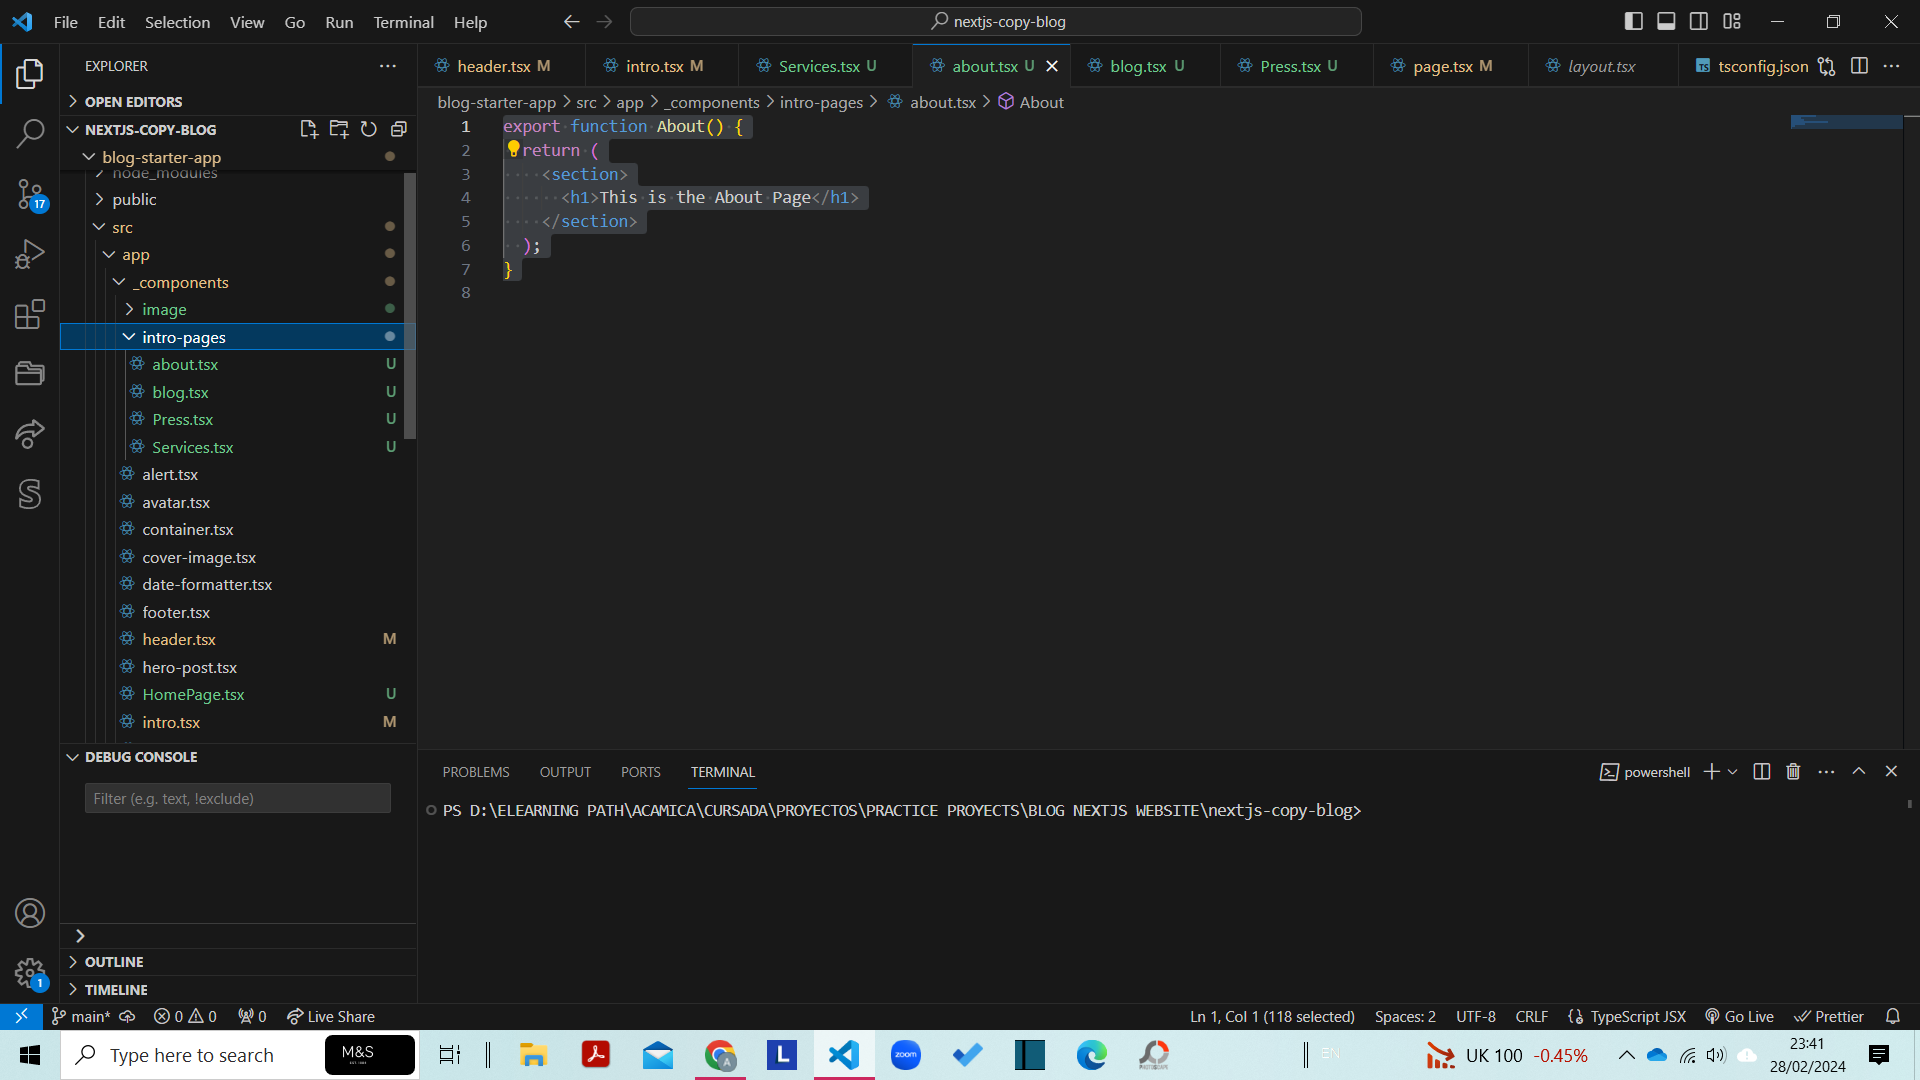 File Edit Selection View Go Run Terminal Help
nextjs-copy-blog
EXPLORER
header.tsx M
intro.tsx M
Services.tsx U
about.tsx U
blog.tsx U
Press.tsx U
page.tsx M
layout.tsx
tsconfig.json
OPEN EDITORS
NEXTJS-COPY-BLOG
blog-starter-app
node_modules
public
src
app
_components
image
intro-pages
about.tsx U
blog.tsx U
Press.tsx U
Services.tsx U
alert.tsx
avatar.tsx
container.tsx
cover-image.tsx
date-formatter.tsx
footer.tsx
header.tsx M
hero-post.tsx
HomePage.tsx U
intro.tsx M
17
1
DEBUG CONSOLE
Filter (e.g. text, !exclude)
OUTLINE
TIMELINE
blog-starter-app > src > app > _components > intro-pages > about.tsx > About
1 export function About() {
2 return (
3 <section>
4 <h1>This is the About Page</h1>
5 </section>
6 );
7 }
8
PROBLEMS OUTPUT PORTS TERMINAL
powershell
PS D:\ELEARNING PATH\ACAMICA\CURSADA\PROYECTOS\PRACTICE PROYECTS\BLOG NEXTJS WEBSITE\nextjs-copy-blog>
main* 0 0 0 Live Share
Ln 1, Col 1 (118 selected) Spaces: 2 UTF-8 CRLF TypeScript JSX Go Live Prettier
Type here to search
M&S
L
zoom
EN
UK 100 -0.45%
23:41
28/02/2024